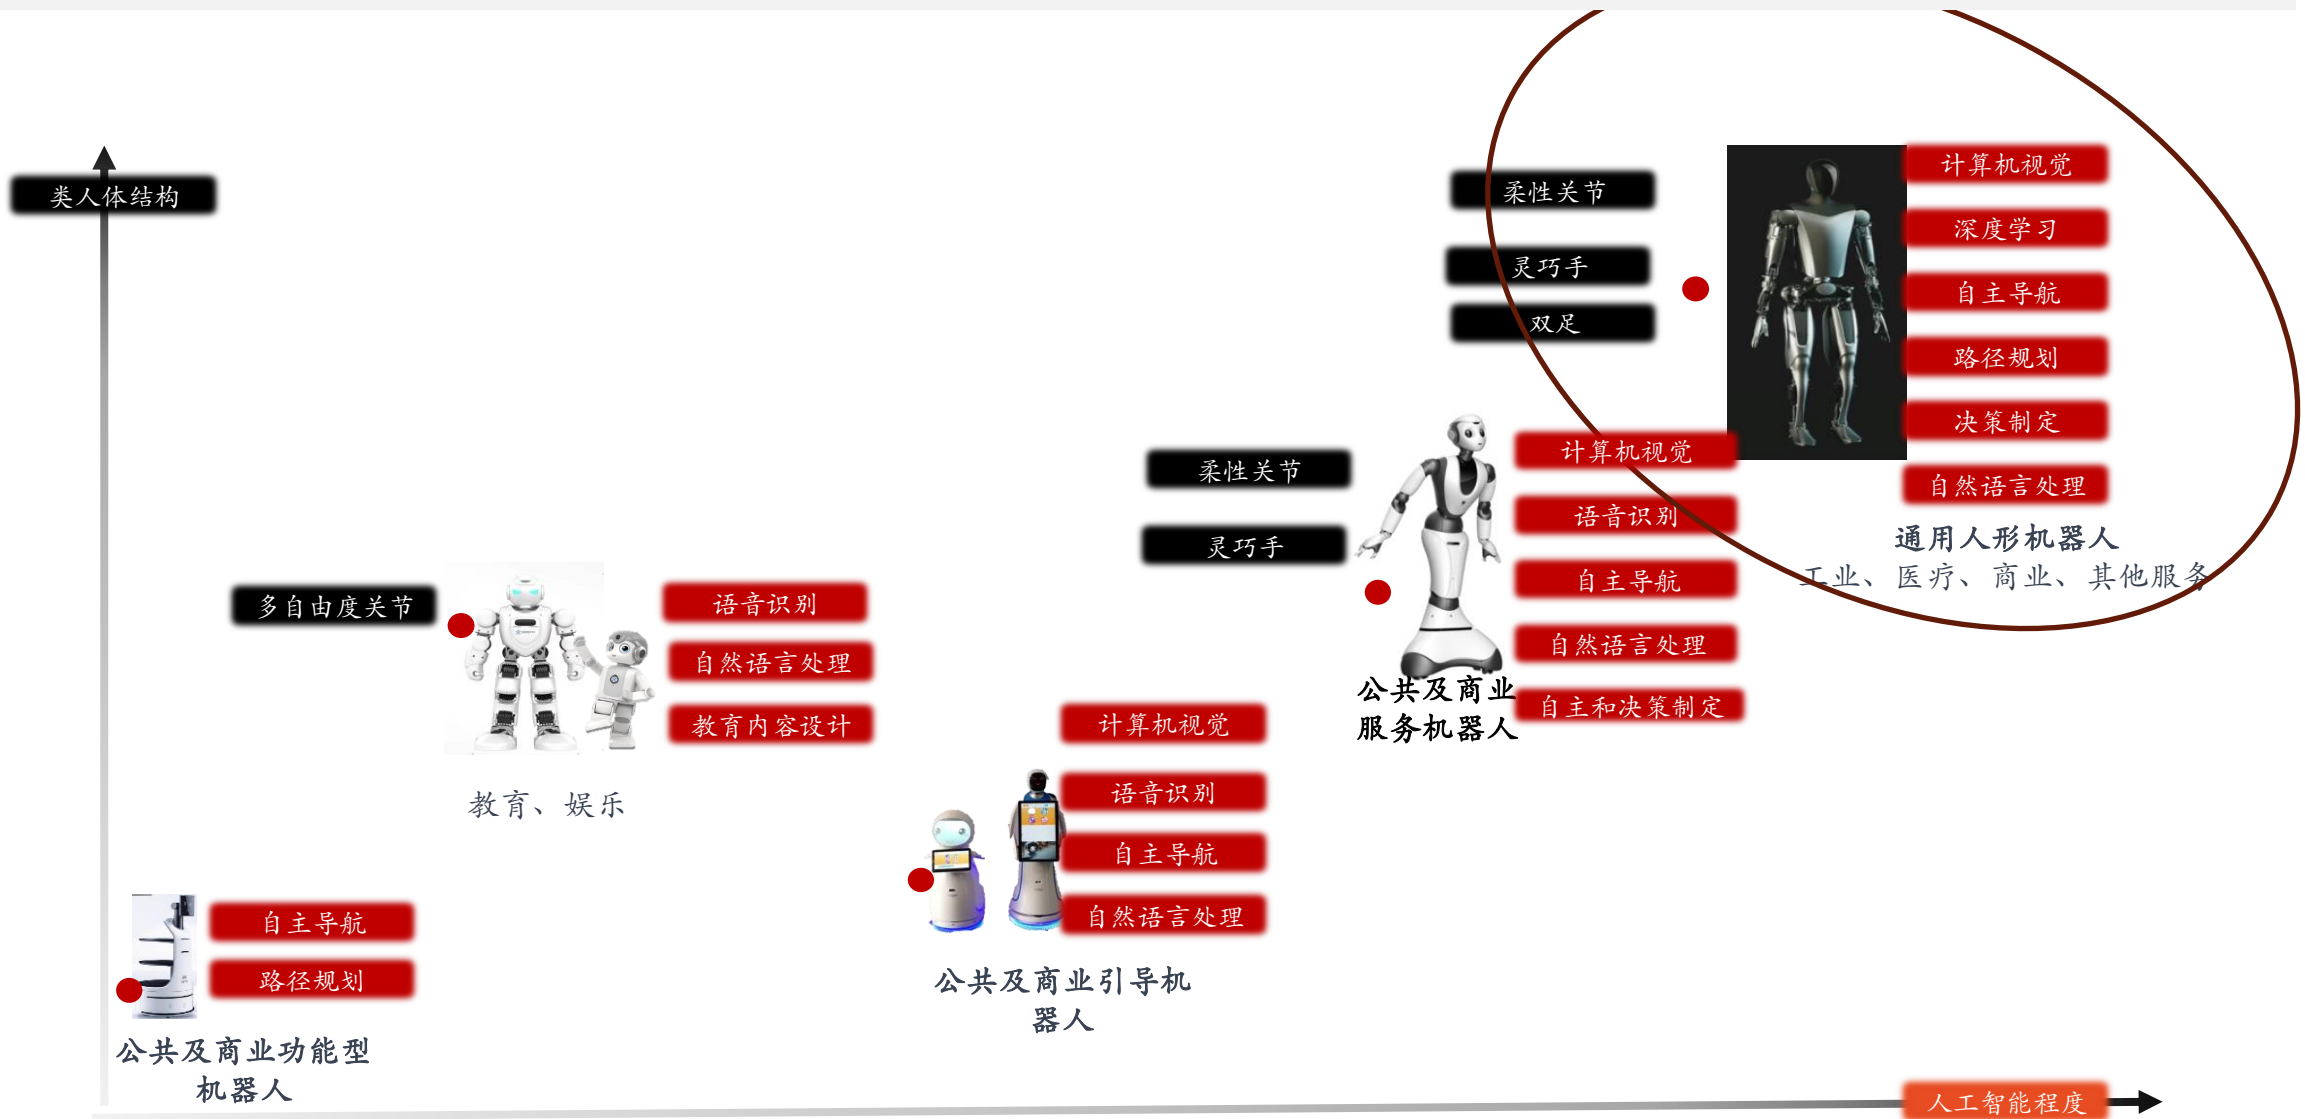 类人体结构
柔性关节
灵巧手
双足
计算机视觉
深度学习
自主导航
路径规划
决策制定
自然语言处理
通用人形机器人
工业、医疗、商业、其他服务
柔性关节
灵巧手
计算机视觉
语音识别
自主导航
自然语言处理
自主和决策制定
公共及商业
服务机器人
多自由度关节
语音识别
自然语言处理
教育内容设计
教育、娱乐
计算机视觉
语音识别
自主导航
自然语言处理
公共及商业引导机
器人
自主导航
路径规划
公共及商业功能型
机器人
人工智能程度